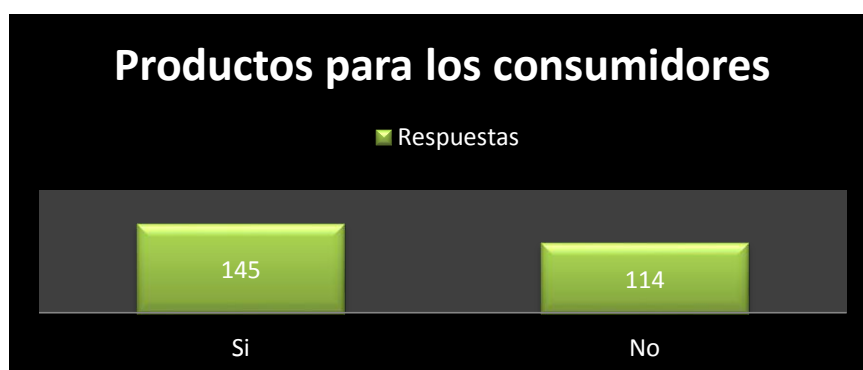 Productos para los consumidores
Respuestas
145
114
Si
No